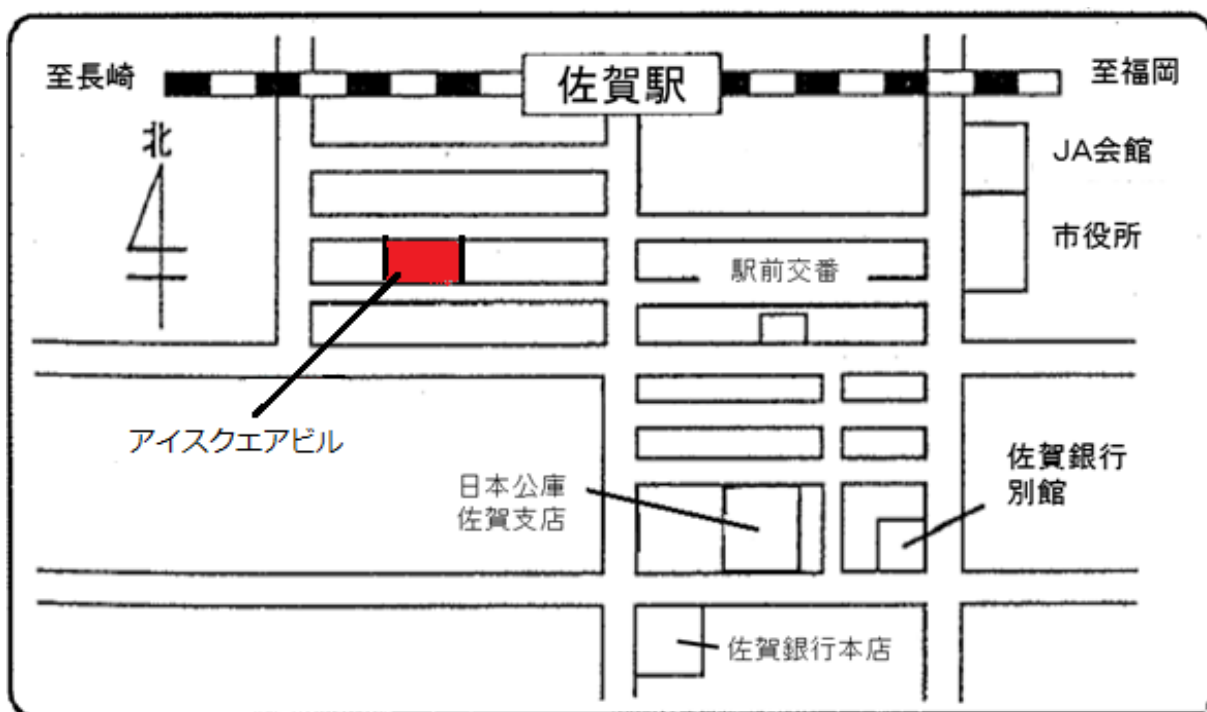 至長崎
佐賀駅
至福岡
北
JA会館
市役所
駅前交番
アイスクエアビル
日本公庫
佐賀支店
佐賀銀行
別館
佐賀銀行本店